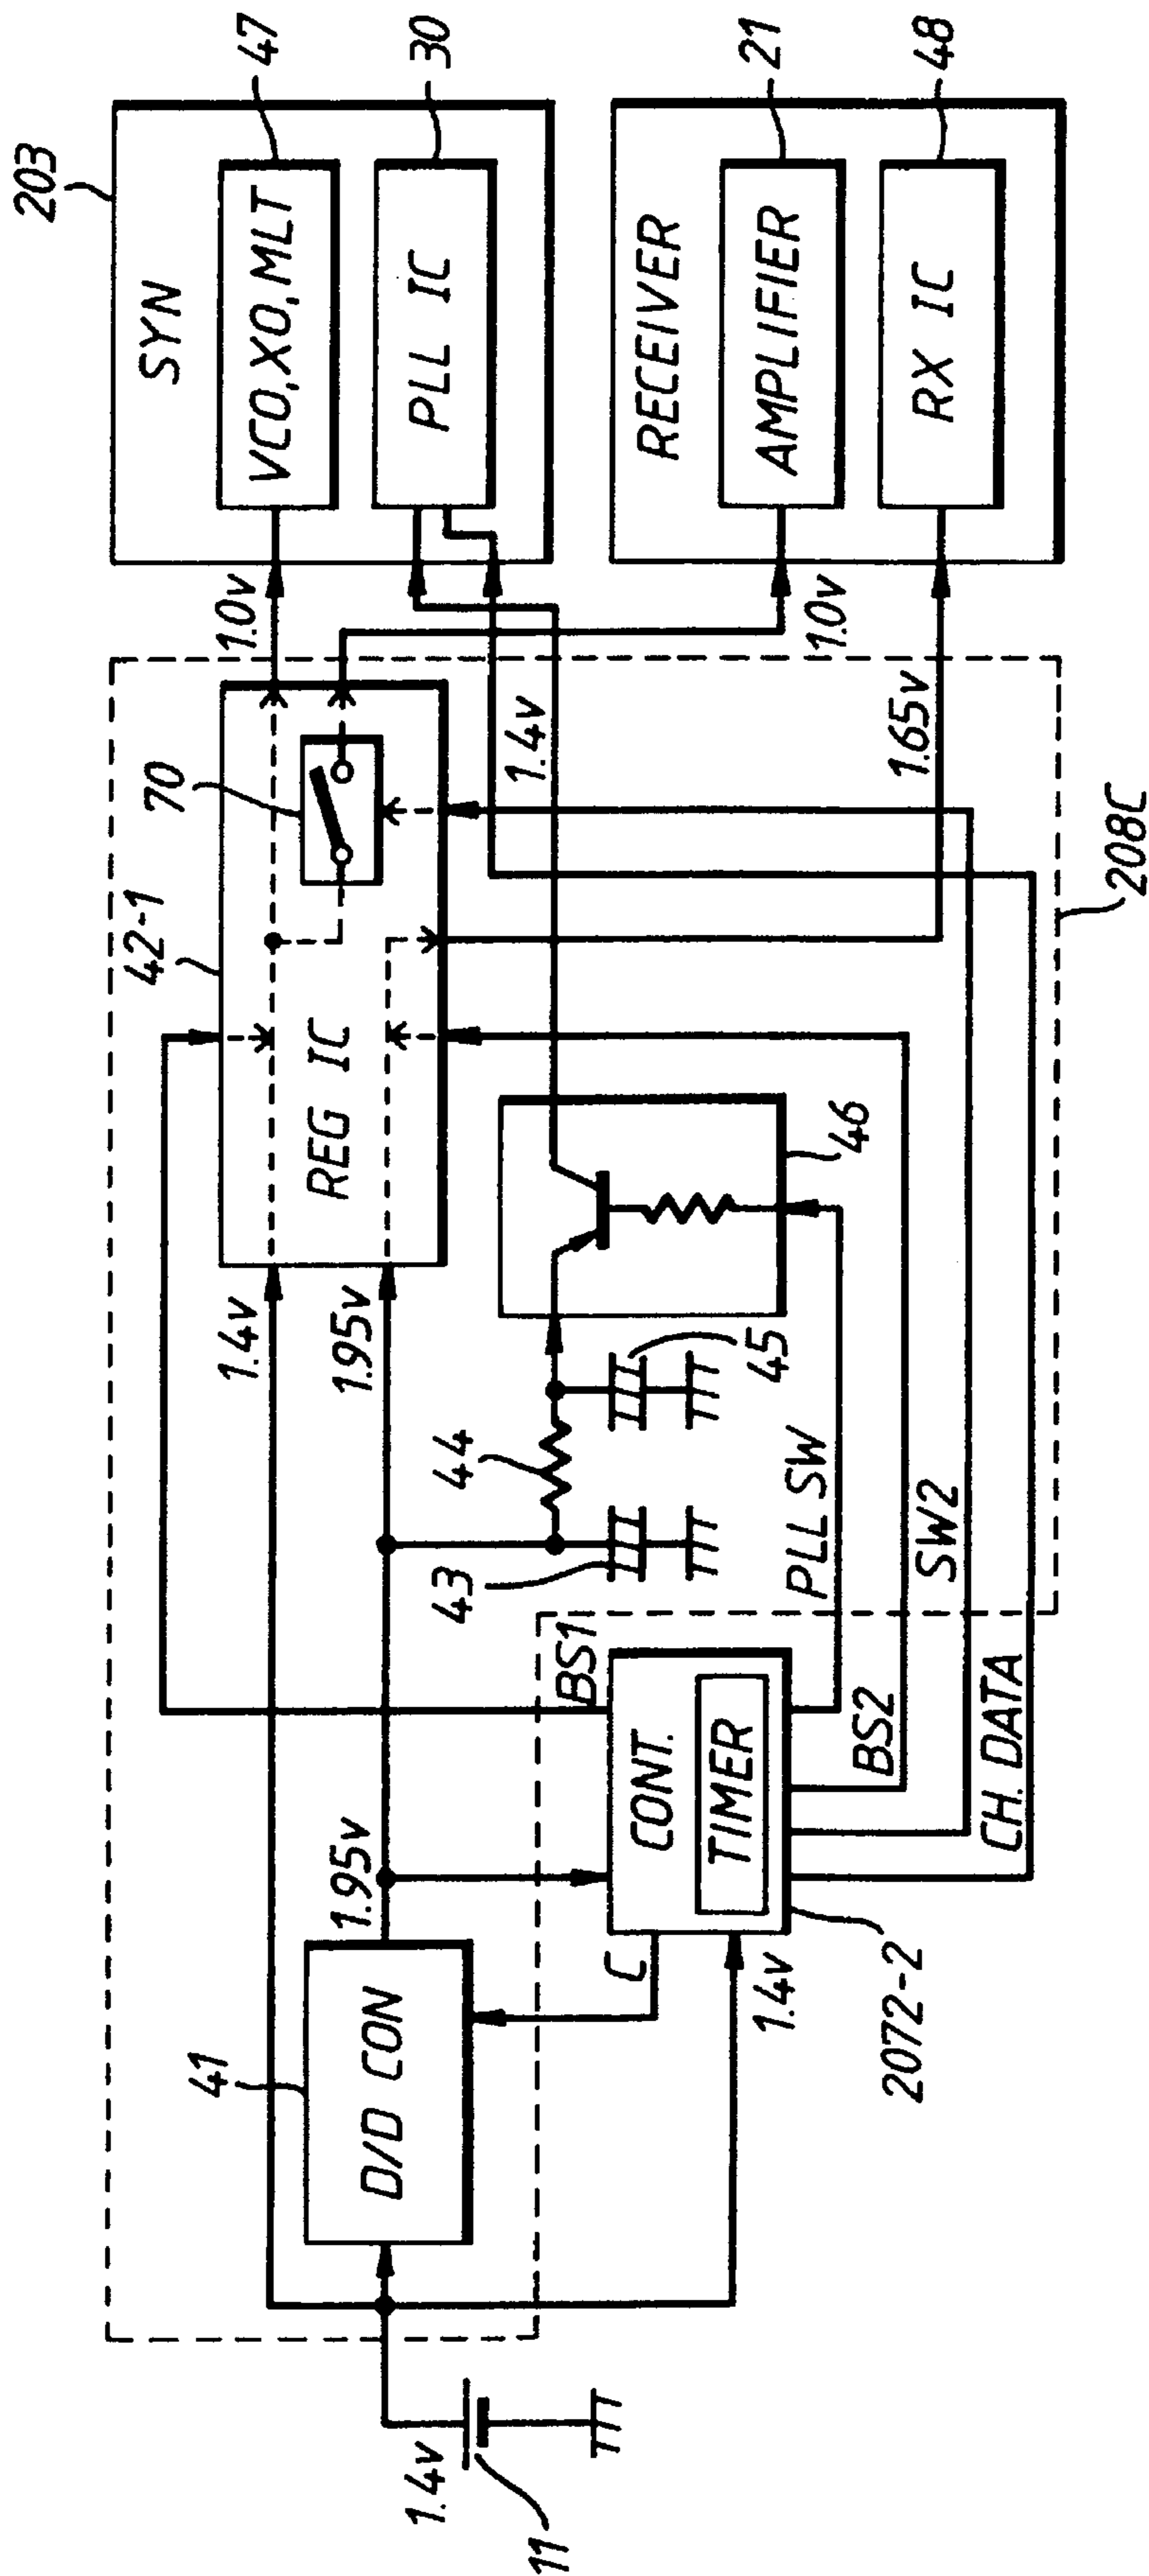 203
SYN
VCO, XO, MLT
47
PLL IC
30
RECEIVER
AMPLIFIER
21
RX IC
48
1.0v
1.4v
1.0v
1.65v
70
42-1
REG IC
1.4v
1.95v
208C
46
45
44
43
PLL SW
SW2
BS1
BS2
CH. DATA
CONT.
TIMER
2072-2
1.95v
C
1.4v
41
D/D CON
1.4v
11